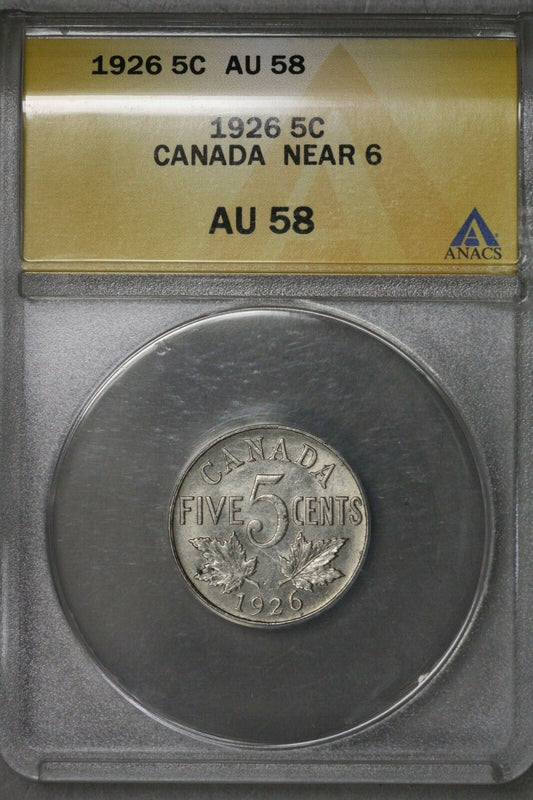 1926 5C AU 58
1926 5C
CANADA NEAR 6
AU 58
ANACS
CANADA
FIVE 5 CENTS
1926